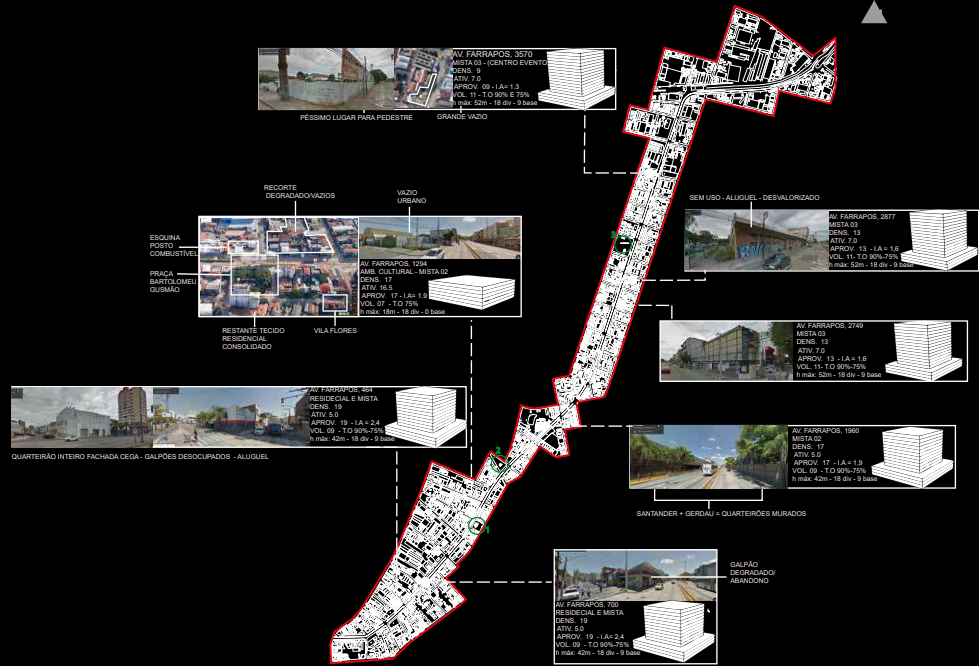 AV. FARRAPOS, 3570
MISTA 03 - (CENTRO EVENTO
DENS. 9
ATIV. 7.0
APROV. 09 - I.A= 1.3
VOL. 11 - T.O 90% E 75%
h máx: 52m - 18 div - 9 base
PÉSSIMO LUGAR PARA PEDESTRE
GRANDE VAZIO
RECORTE
DEGRADADO/VAZIOS
VAZIO
URBANO
ESQUINA
POSTO
COMBUSTÍVEL
PRAÇA
BARTOLOMEU
GUSMÃO
AV. FARRAPOS, 1294
AMB. CULTURAL - MISTA 02
DENS. 17
ATIV. 16.5
APROV. 17 - I.A= 1.9
VOL. 07 - T.O 75%
h máx: 18m - 18 div - 0 base
RESTANTE TECIDO
RESIDENCIAL
CONSOLIDADO
VILA FLORES
SEM USO - ALUGUEL - DESVALORIZADO
AV. FARRAPOS, 2877
MISTA 03
DENS. 13
ATIV. 7.0
APROV. 13 - I.A = 1,6
VOL. 11- T.O 90%-75%
h máx: 52m - 18 div - 9 base
3
AV. FARRAPOS, 2749
MISTA 03
DENS. 13
ATIV. 7.0
APROV. 13 - I.A = 1,6
VOL. 11- T.O 90%-75%
h máx: 52m - 18 div - 9 base
AV. FARRAPOS, 464
RESIDECIAL E MISTA
DENS. 19
ATIV. 5.0
APROV. 19 - I.A = 2,4
VOL. 09 - T.O 90%-75%
h máx: 42m - 18 div - 9 base
QUARTEIRÃO INTEIRO FACHADA CEGA - GALPÕES DESOCUPADOS - ALUGUEL
AV. FARRAPOS, 1960
MISTA 02
DENS. 17
ATIV. 5.0
APROV. 17 - I.A = 1,9
VOL. 09 - T.O 90%-75%
h máx: 42m - 18 div - 9 base
SANTANDER + GERDAU = QUARTEIRÕES MURADOS
2
1
GALPÃO
DEGRADADO/
ABANDONO
AV. FARRAPOS, 700
RESIDECIAL E MISTA
DENS. 19
ATIV. 5.0
APROV. 19 - I.A= 2,4
VOL. 09 - T.O 90%-75%
h máx: 42m - 18 div - 9 base